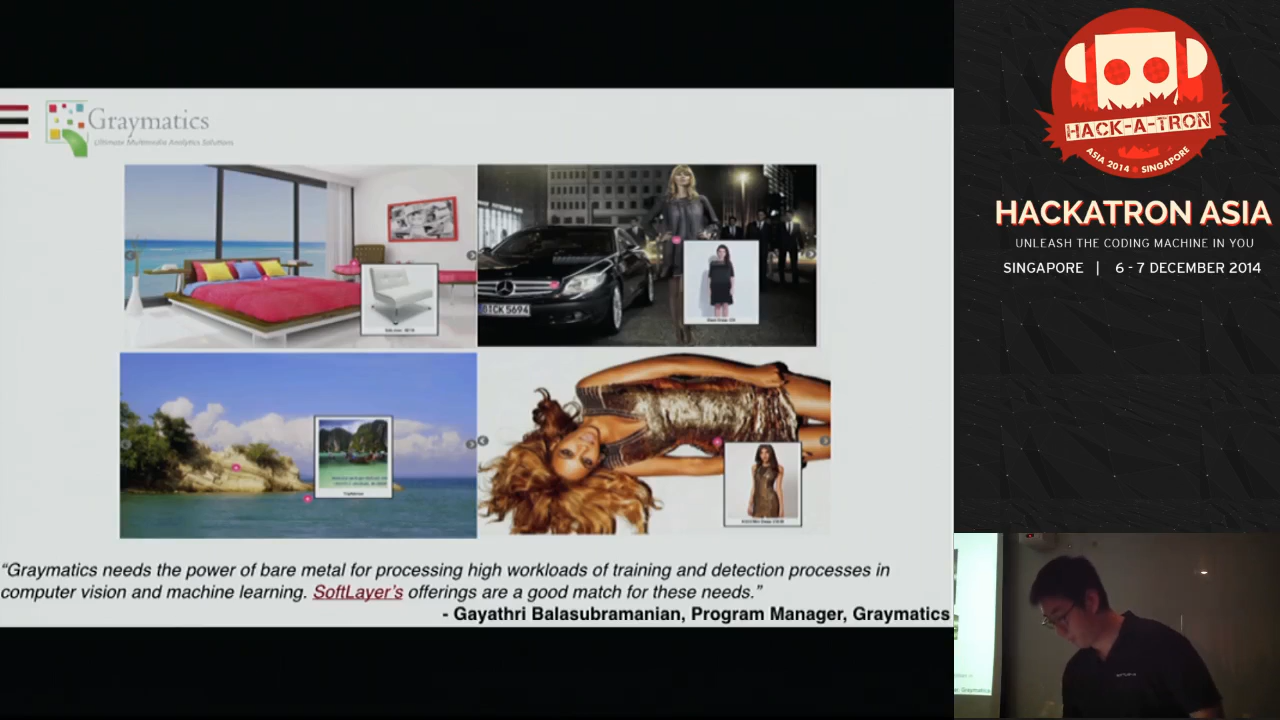 Graymatics
Ultimate Multimedia Analytics Solutions
"Graymatics needs the power of bare metal for processing high workloads of training and detection processes in
computer vision and machine learning. SoftLayer's offerings are a good match for these needs."
- Gayathri Balasubramanian, Program Manager, Graymatics
HACK-A-TRON
ASIA 2014 SINGAPORE
HACKATRON ASIA
UNLEASH THE CODING MACHINE IN YOU
SINGAPORE | 6 - 7 DECEMBER 2014